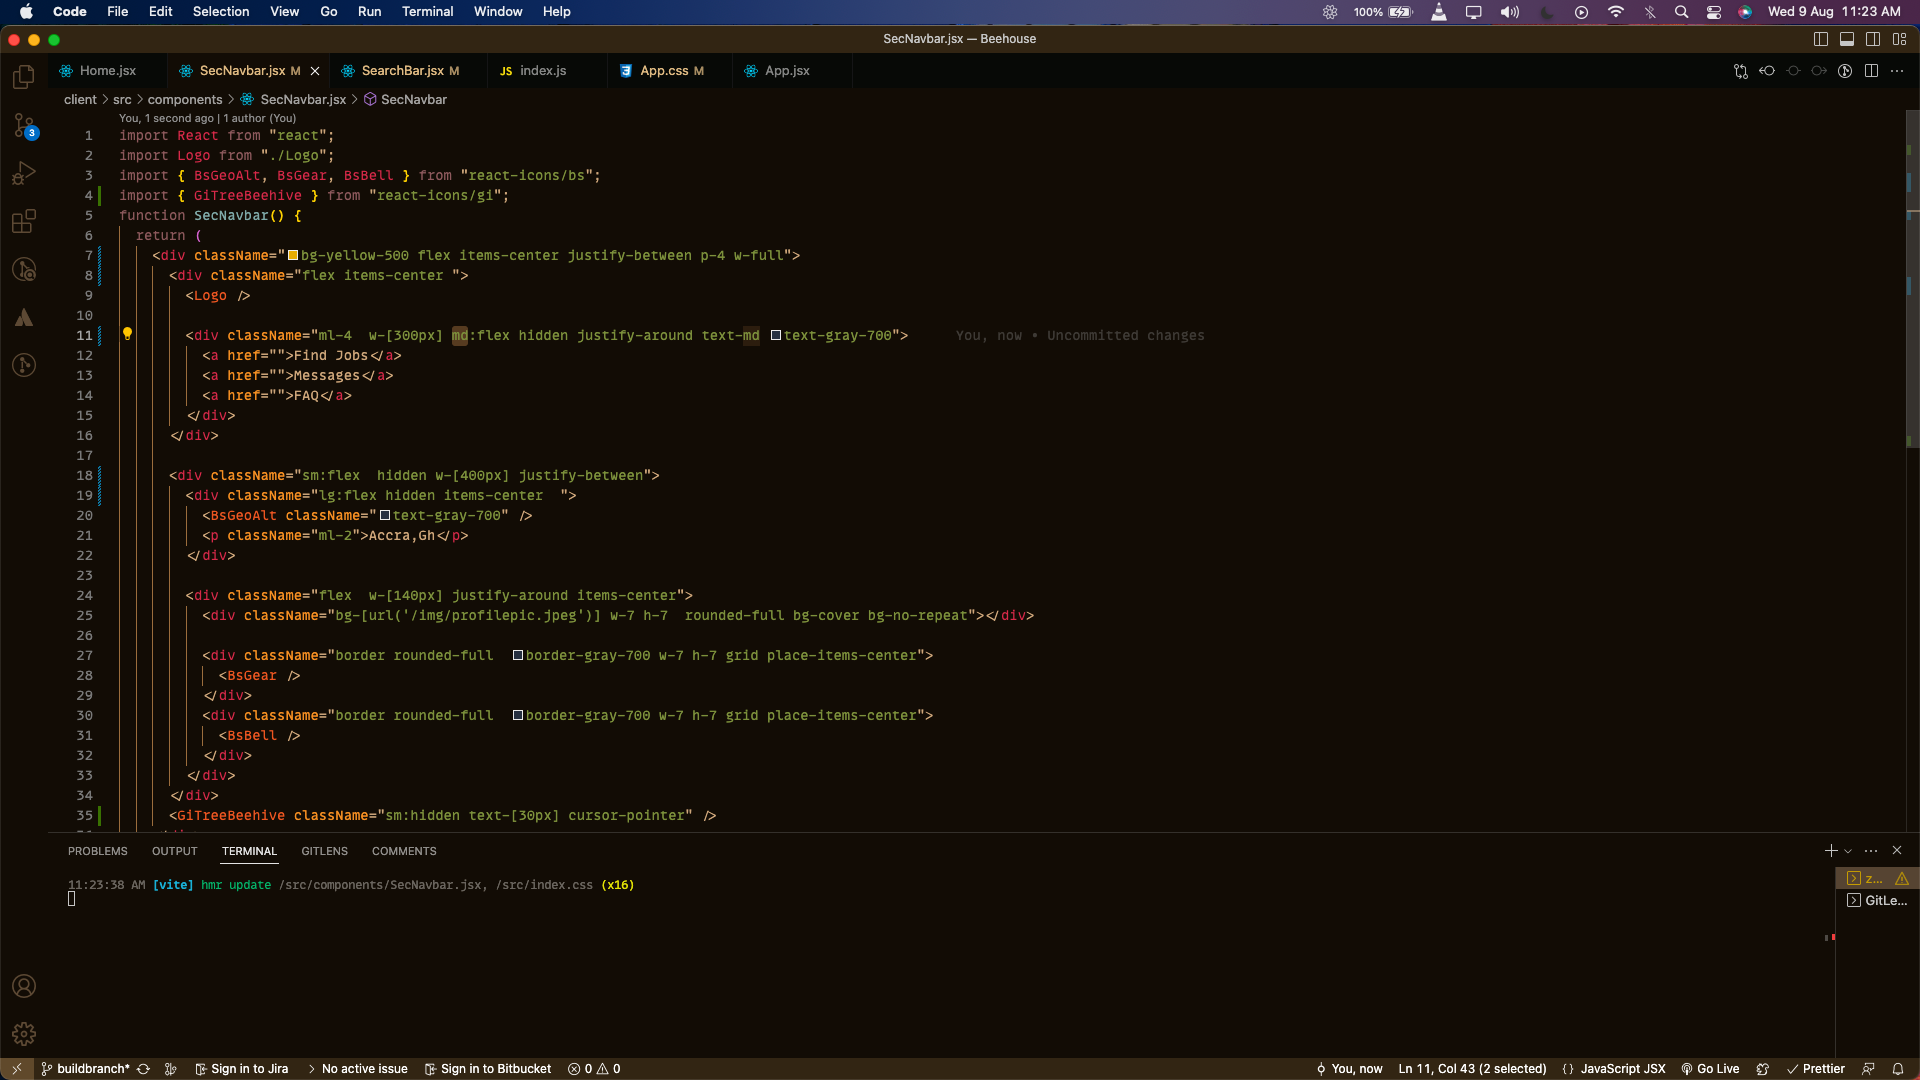 Code File Edit Selection View Go Run Terminal Window Help 100% Wed 9 Aug 11:23 AM
SecNavbar.jsx — Beehouse
Home.jsx SecNavbar.jsx M SearchBar.jsx M JS index.js App.css M App.jsx
client > src > components > SecNavbar.jsx > SecNavbar
You, 1 second ago | 1 author (You)
1 import React from "react";
2 import Logo from "./Logo";
3 import { BsGeoAlt, BsGear, BsBell } from "react-icons/bs";
4 import { GiTreeBeehive } from "react-icons/gi";
5 function SecNavbar() {
6 return (
7 <div className="bg-yellow-500 flex items-center justify-between p-4 w-full">
8 <div className="flex items-center ">
9 <Logo />
10
11 <div className="ml-4  w-[300px] md:flex hidden justify-around text-md text-gray-700"> You, now • Uncommitted changes
12 <a href="">Find Jobs</a>
13 <a href="">Messages</a>
14 <a href="">FAQ</a>
15 </div>
16 </div>
17
18 <div className="sm:flex  hidden w-[400px] justify-between">
19 <div className="lg:flex hidden items-center  ">
20 <BsGeoAlt className="text-gray-700" />
21 <p className="ml-2">Accra,Gh</p>
22 </div>
23
24 <div className="flex  w-[140px] justify-around items-center">
25 <div className="bg-[url('/img/profilepic.jpeg')] w-7 h-7  rounded-full bg-cover bg-no-repeat"></div>
26
27 <div className="border rounded-full  border-gray-700 w-7 h-7 grid place-items-center">
28 <BsGear />
29 </div>
30 <div className="border rounded-full  border-gray-700 w-7 h-7 grid place-items-center">
31 <BsBell />
32 </div>
33 </div>
34 </div>
35 <GiTreeBeehive className="sm:hidden text-[30px] cursor-pointer" />
PROBLEMS OUTPUT TERMINAL GITLENS COMMENTS
11:23:38 AM [vite] hmr update /src/components/SecNavbar.jsx, /src/index.css (x16)
z...
GitLe...
3
buildbranch* Sign in to Jira > No active issue Sign in to Bitbucket 0 0 You, now Ln 11, Col 43 (2 selected) {} JavaScript JSX Go Live Prettier